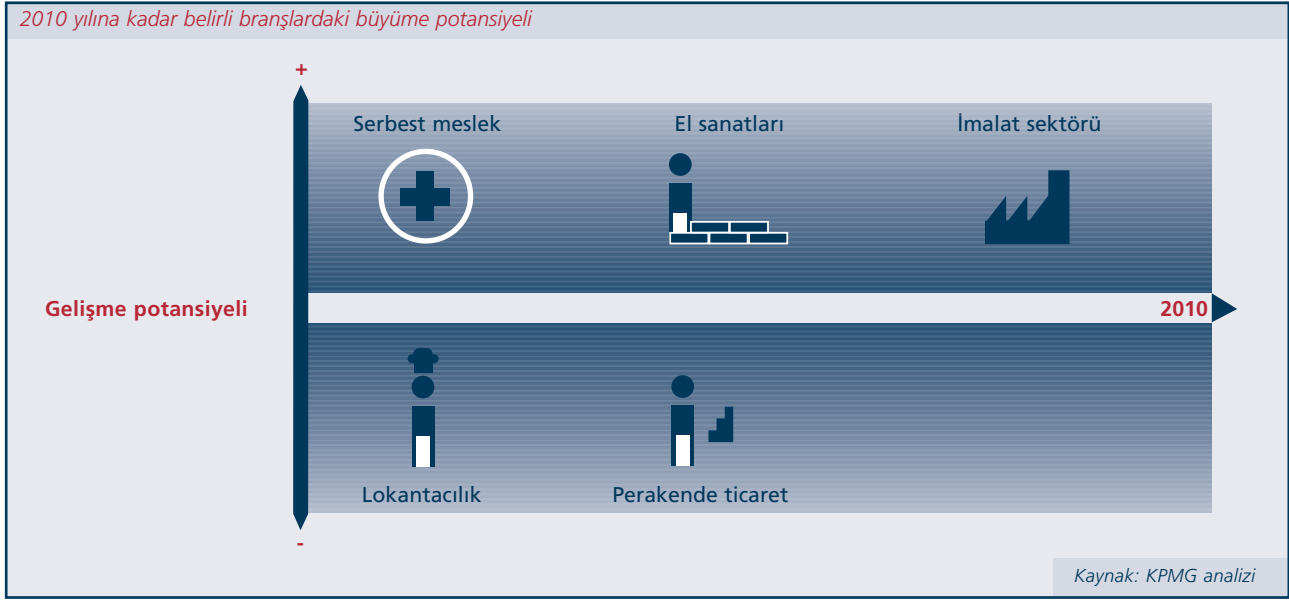 2010 yılına kadar belirli branşlardaki büyüme potansiyeli
+
Serbest meslek
El sanatları
İmalat sektörü
Gelişme potansiyeli
2010
Lokantacılık
Perakende ticaret
-
Kaynak: KPMG analizi